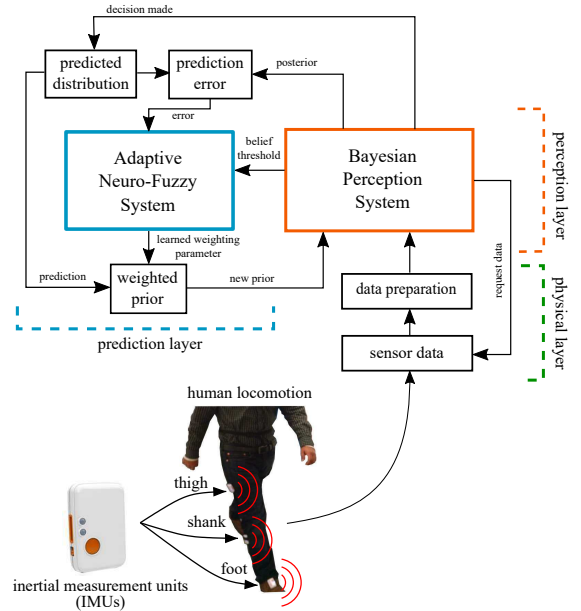 decision made
predicted
distribution
prediction
error
posterior
error
Adaptive
Neuro-Fuzzy
System
belief
threshold
Bayesian
Perception
System
perception layer
learned weighting
parameter
prediction
weighted
prior
new prior
data preparation
request data
physical layer
prediction layer
sensor data
human locomotion
thigh
shank
foot
inertial measurement units
(IMUs)